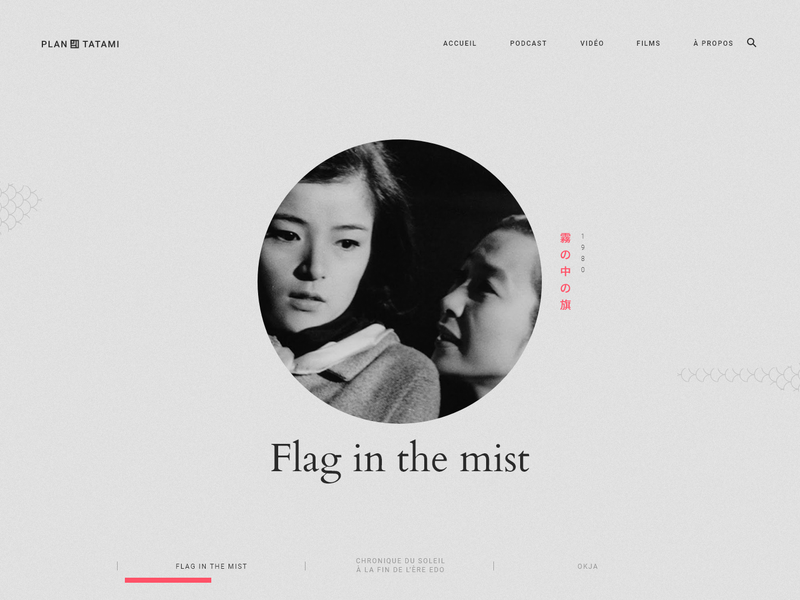 PLAN TATAMI
ACCUEIL
PODCAST
VIDÉO
FILMS
À PROPOS
霧の中の旗
1980
Flag in the mist
FLAG IN THE MIST
CHRONIQUE DU SOLEIL
À LA FIN DE L'ÈRE EDO
OKJA